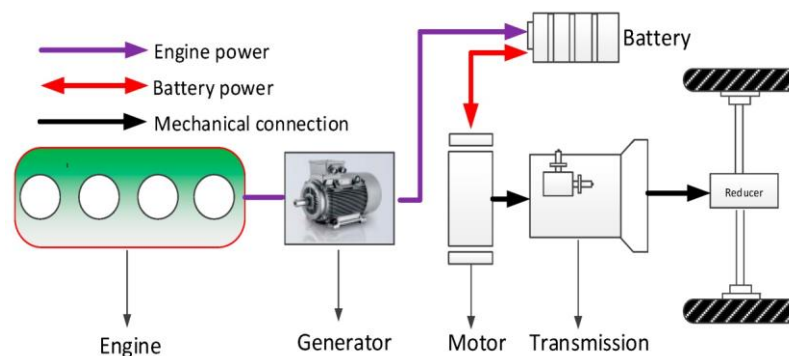 Engine power
Battery power
Mechanical connection
Battery
Reducer
Engine
Generator
Motor
Transmission